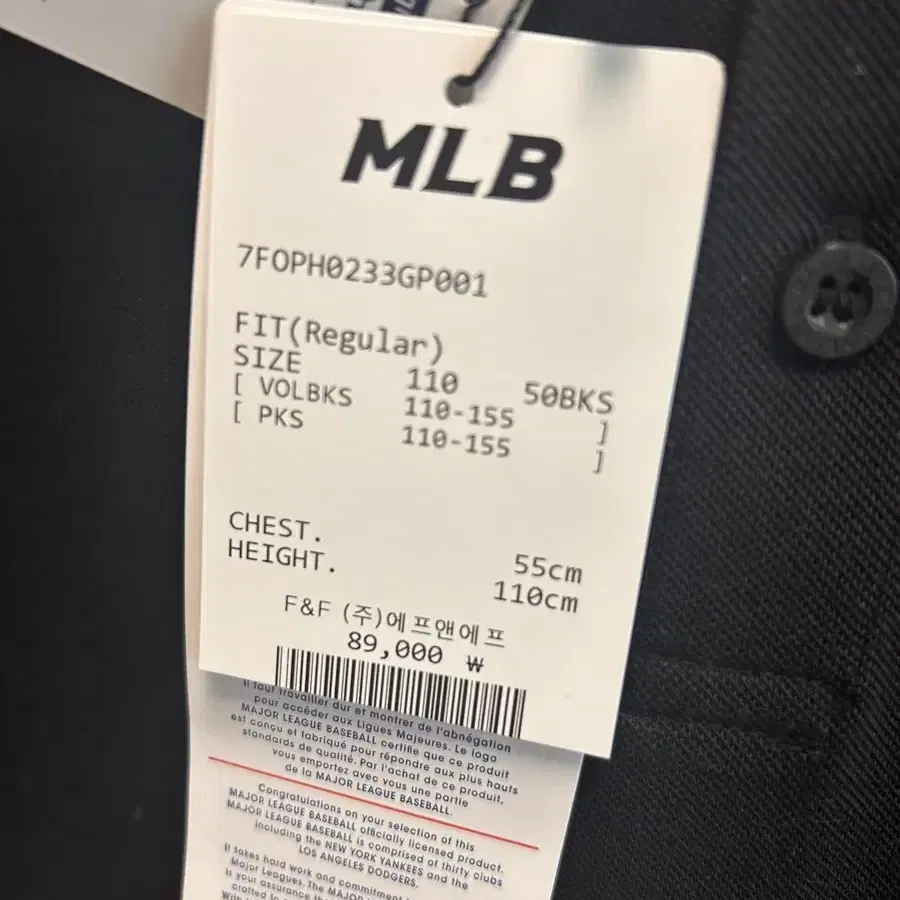 MLB
7FOPH0233GP001
FIT(Regular)
SIZE 110 50BKS
[ VOLBKS 110-155 ]
[ PKS 110-155 ]
CHEST. 55cm
HEIGHT. 110cm
F&F (주)에프앤에프
89,000 ₩
Il faut travailler dur et montrer de l'abnégation
pour accéder aux Ligues Majeures. Le logo
MAJOR LEAGUE BASEBALL certifie que ce produit
est conçu et fabriqué pour répondre aux plus hauts
standards de qualité. Par l'achat de ce produit,
vous emportez avec vous une partie
de la MAJOR LEAGUE BASEBALL.
Congratulations on your selection of this
MAJOR LEAGUE BASEBALL officially licensed product.
MAJOR LEAGUE BASEBALL is comprised of thirty clubs
including the NEW YORK YANKEES and the
LOS ANGELES DODGERS.
It takes hard work and commitment
Major Leagues. The MAJOR LEAGUE
is your assurance tha
crafted to